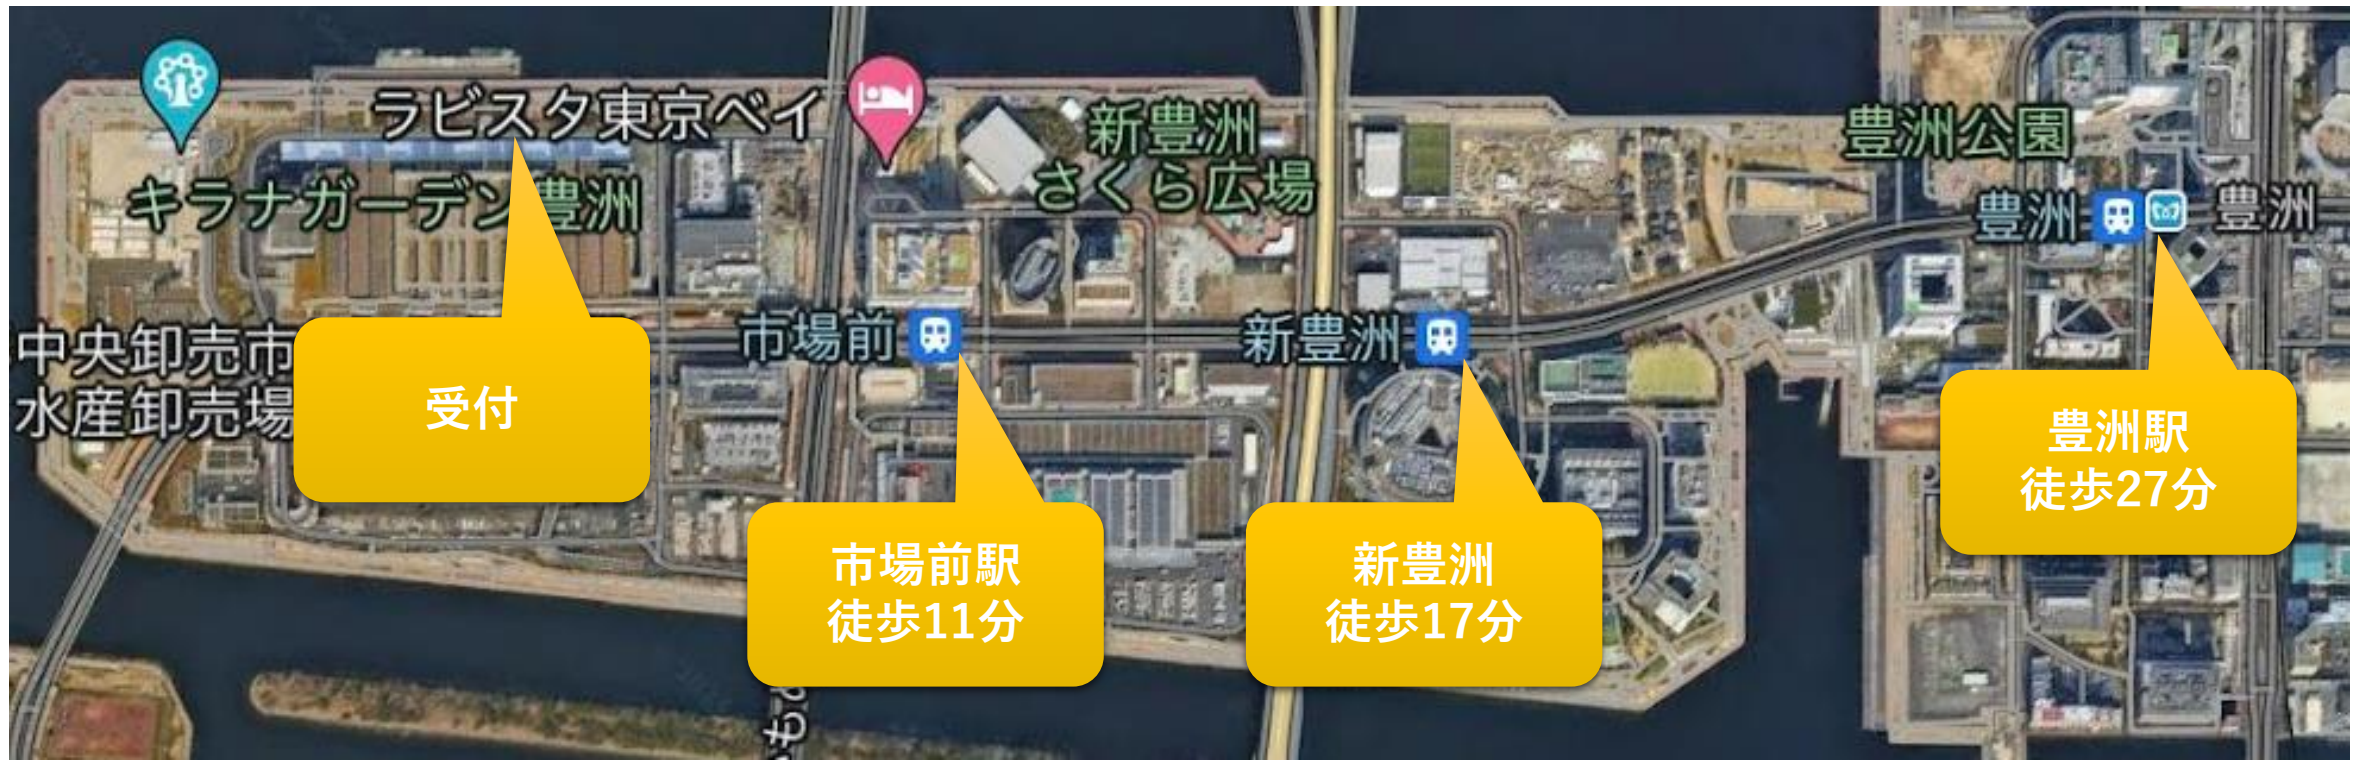 ラビスタ東京ベイ
キラナガーデン豊洲
新豊洲
さくら広場
豊洲公園
豊洲
豊洲
中央卸売市
水産卸売場
市場前
新豊洲
受付
市場前駅
徒歩11分
新豊洲
徒歩17分
豊洲駅
徒歩27分